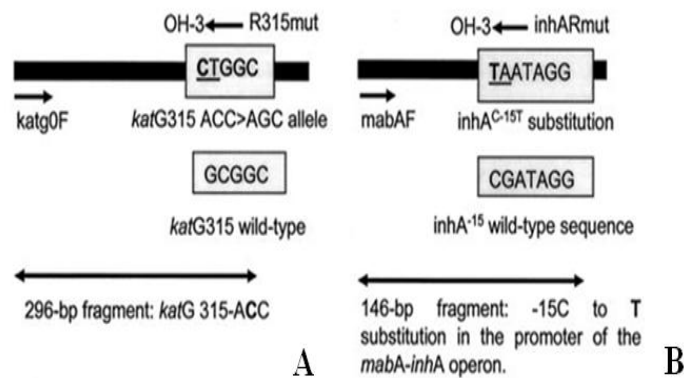 OH-3 R315mut
CTGGC
katg0F
katG315 ACC>AGC allele
GCGGC
katG315 wild-type
296-bp fragment: katG 315-ACC
A
OH-3 inhARmut
TAATAGG
mabAF
inhA^C-15T substitution
CGATAGG
inhA^-15 wild-type sequence
146-bp fragment: -15C to T
substitution in the promoter of the
mabA-inhA operon.
B